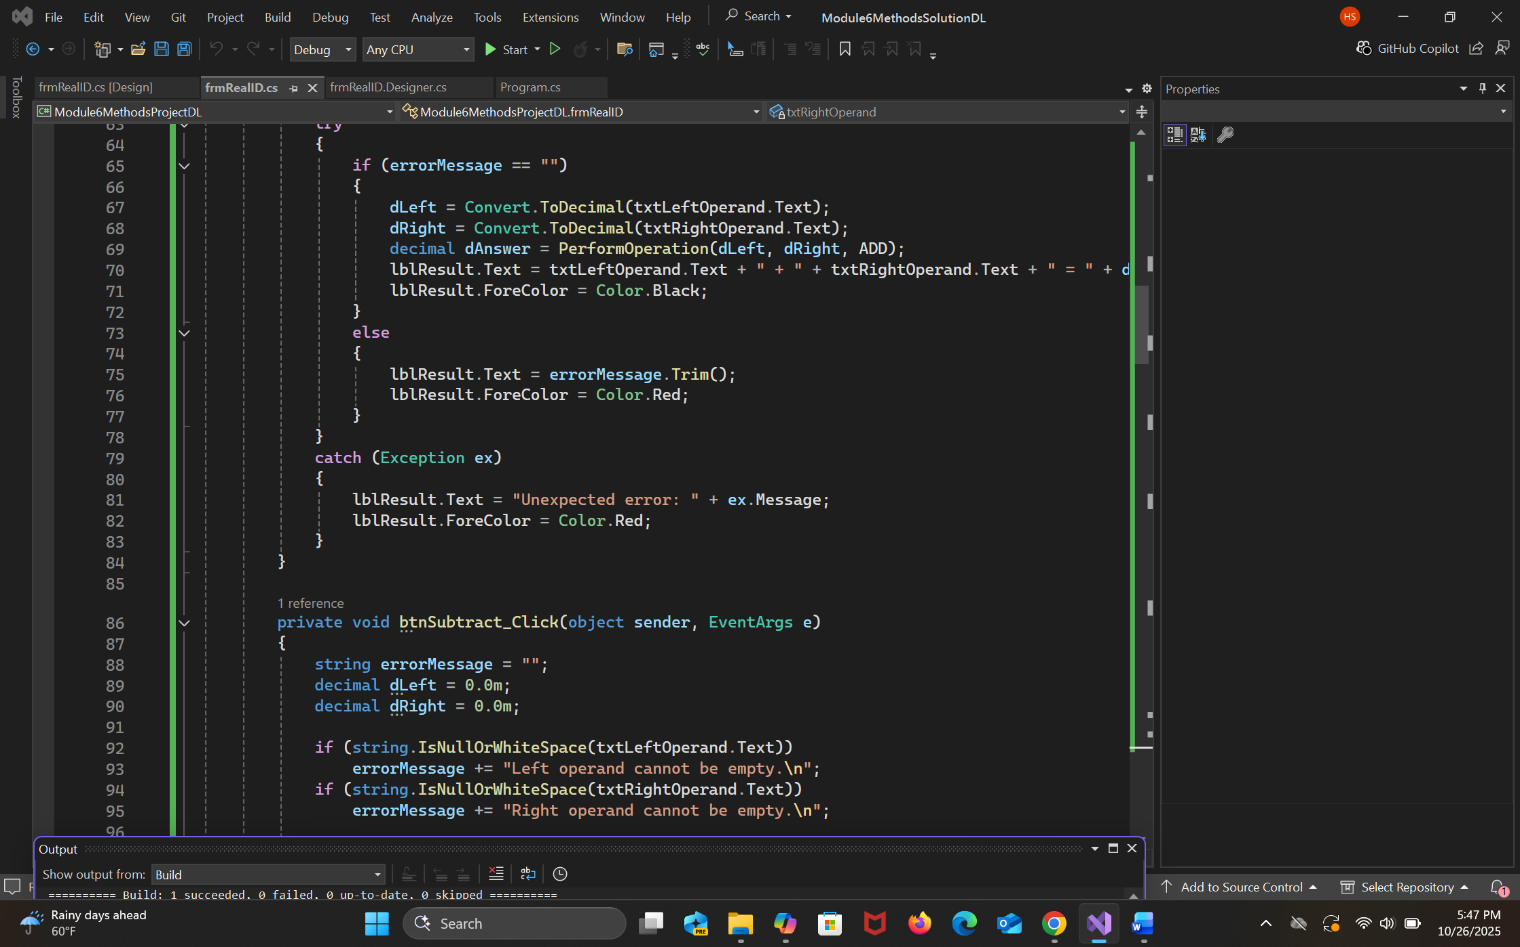 File Edit View Git Project Build Debug Test Analyze Tools Extensions Window Help Search Module6MethodsSolutionDL HS
Debug Any CPU Start GitHub Copilot
Toolbox
frmRealID.cs [Design] frmRealID.cs frmRealID.Designer.cs Program.cs
Module6MethodsProjectDL Module6MethodsProjectDL.frmRealID txtRightOperand
Properties
63 try
64 {
65 if (errorMessage == "")
66 {
67 dLeft = Convert.ToDecimal(txtLeftOperand.Text);
68 dRight = Convert.ToDecimal(txtRightOperand.Text);
69 decimal dAnswer = PerformOperation(dLeft, dRight, ADD);
70 lblResult.Text = txtLeftOperand.Text + " + " + txtRightOperand.Text + " = " + d
71 lblResult.ForeColor = Color.Black;
72 }
73 else
74 {
75 lblResult.Text = errorMessage.Trim();
76 lblResult.ForeColor = Color.Red;
77 }
78 }
79 catch (Exception ex)
80 {
81 lblResult.Text = "Unexpected error: " + ex.Message;
82 lblResult.ForeColor = Color.Red;
83 }
84 }
85
1 reference
86 private void btnSubtract_Click(object sender, EventArgs e)
87 {
88 string errorMessage = "";
89 decimal dLeft = 0.0m;
90 decimal dRight = 0.0m;
91
92 if (string.IsNullOrWhiteSpace(txtLeftOperand.Text))
93 errorMessage += "Left operand cannot be empty.\n";
94 if (string.IsNullOrWhiteSpace(txtRightOperand.Text))
95 errorMessage += "Right operand cannot be empty.\n";
96
Output
Show output from: Build
========== Build: 1 succeeded, 0 failed, 0 up-to-date, 0 skipped ==========
Add to Source Control Select Repository 1
Rainy days ahead
60°F
Search
5:47 PM
10/26/2025